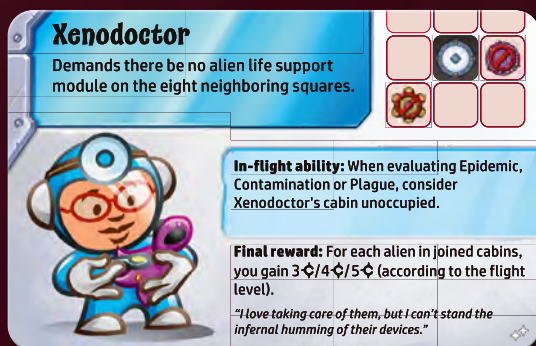 Xenodoctor
Demands there be no alien life support
module on the eight neighboring squares.
In-flight ability: When evaluating Epidemic,
Contamination or Plague, consider
Xenodoctor's cabin unoccupied.
Final reward: For each alien in joined cabins,
you gain 3/4/5 (according to the flight
level).
"I love taking care of them, but I can't stand the
infernal humming of their devices."